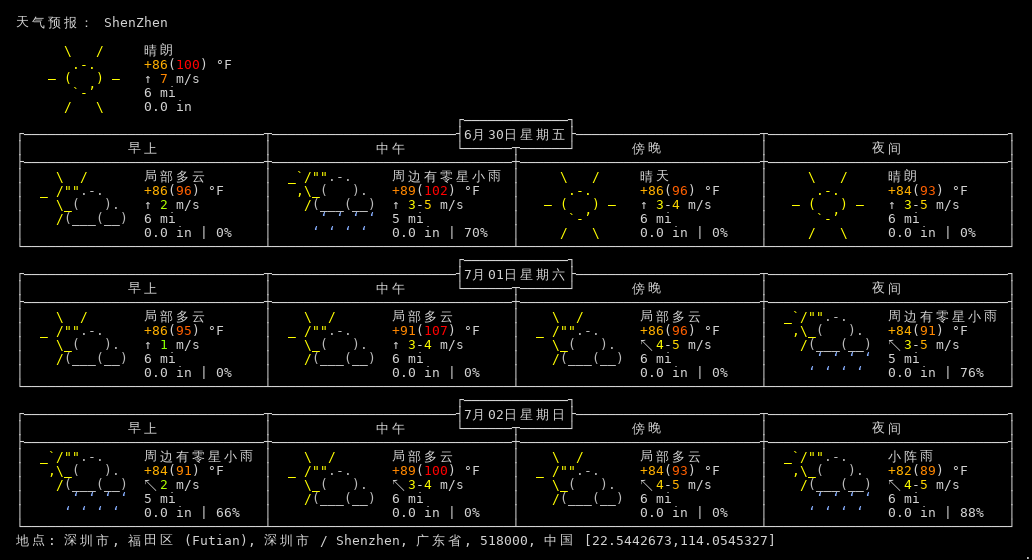 天气预报： ShenZhen
晴朗
+86(100) °F
↑ 7 m/s
6 mi
0.0 in
6月30日星期五
早上 中午 傍晚 夜间
局部多云 周边有零星小雨 晴天 晴朗
+86(96) °F +89(102) °F +86(96) °F +84(93) °F
↑ 2 m/s ↑ 3-5 m/s ↑ 3-4 m/s ↑ 3-5 m/s
6 mi 5 mi 6 mi 6 mi
0.0 in | 0% 0.0 in | 70% 0.0 in | 0% 0.0 in | 0%
7月01日星期六
早上 中午 傍晚 夜间
局部多云 局部多云 局部多云 周边有零星小雨
+86(95) °F +91(107) °F +86(96) °F +84(91) °F
↑ 1 m/s ↑ 3-4 m/s ↖ 4-5 m/s ↖ 3-5 m/s
6 mi 6 mi 6 mi 5 mi
0.0 in | 0% 0.0 in | 0% 0.0 in | 0% 0.0 in | 76%
7月02日星期日
早上 中午 傍晚 夜间
周边有零星小雨 局部多云 局部多云 小阵雨
+84(91) °F +89(100) °F +84(93) °F +82(89) °F
↖ 2 m/s ↖ 3-4 m/s ↖ 4-5 m/s ↖ 4-5 m/s
5 mi 6 mi 6 mi 6 mi
0.0 in | 66% 0.0 in | 0% 0.0 in | 0% 0.0 in | 88%
地点: 深圳市, 福田区 (Futian), 深圳市 / Shenzhen, 广东省, 518000, 中国 [22.5442673,114.0545327]